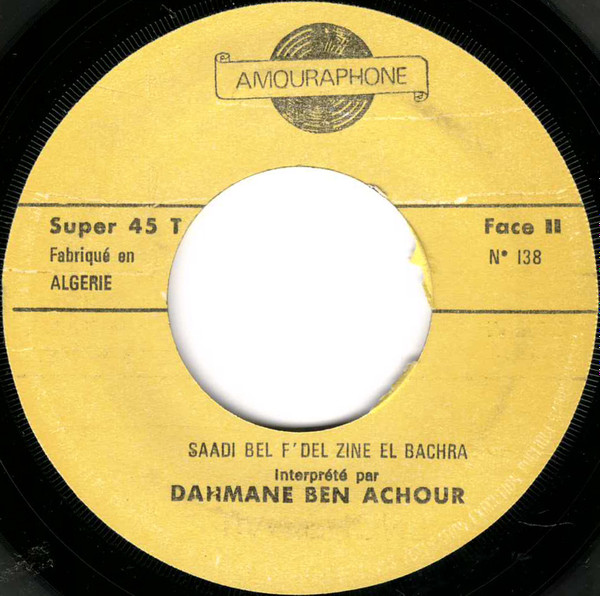 AMOURAPHONE
Super 45 T
Face II
Fabriqué en
N° 138
ALGERIE
SAADI BEL F'DEL ZINE EL BACHRA
Interprété par
DAHMANE BEN ACHOUR